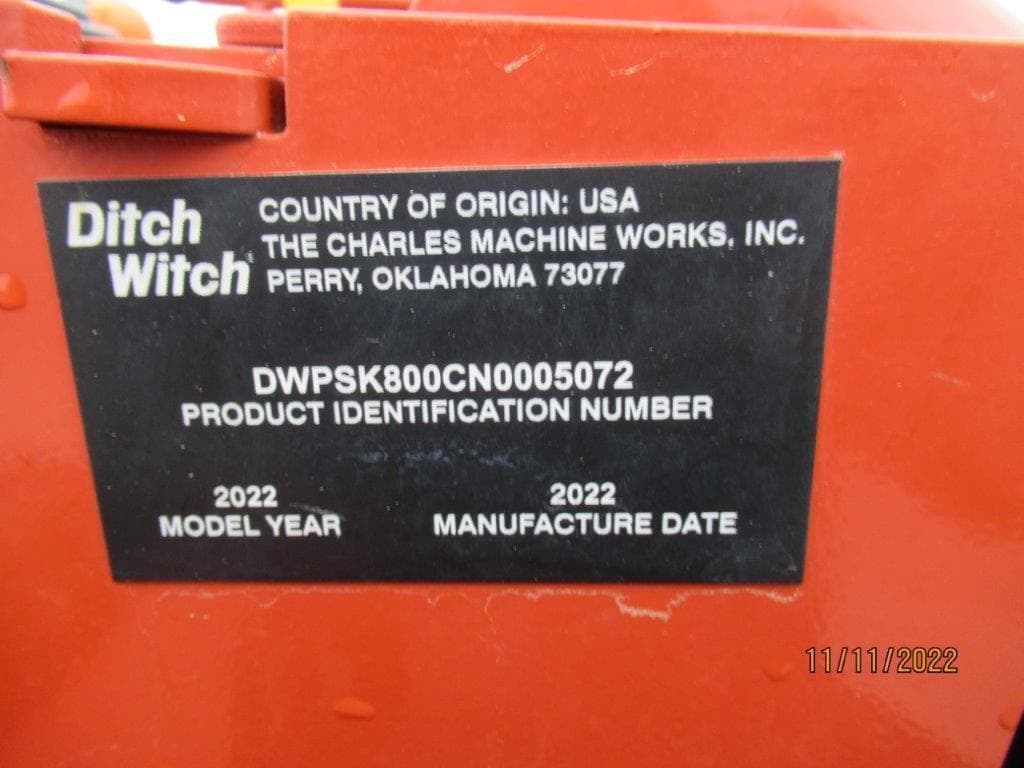 Ditch
Witch
COUNTRY OF ORIGIN: USA
THE CHARLES MACHINE WORKS, INC.
PERRY, OKLAHOMA 73077
DWPSK800CN0005072
PRODUCT IDENTIFICATION NUMBER
2022
MODEL YEAR
2022
MANUFACTURE DATE
11/11/2022